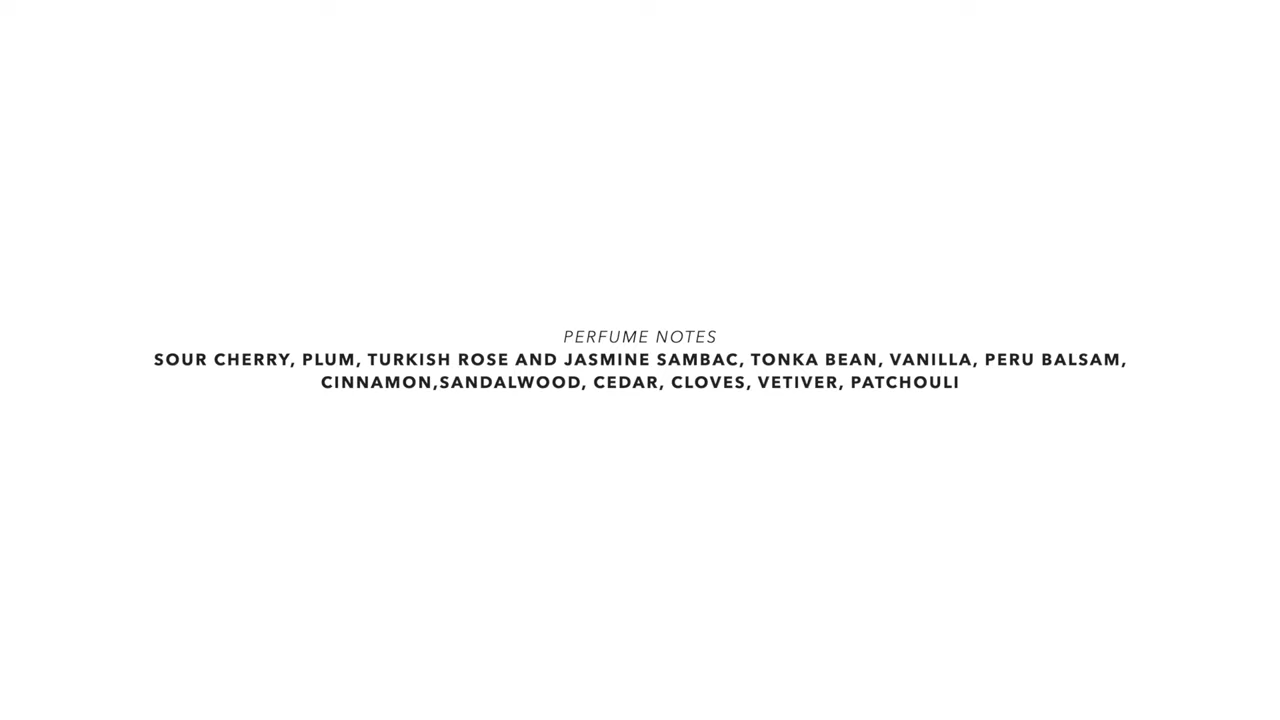 PERFUME NOTES
SOUR CHERRY, PLUM, TURKISH ROSE AND JASMINE SAMBAC, TONKA BEAN, VANILLA, PERU BALSAM,
CINNAMON,SANDALWOOD, CEDAR, CLOVES, VETIVER, PATCHOULI